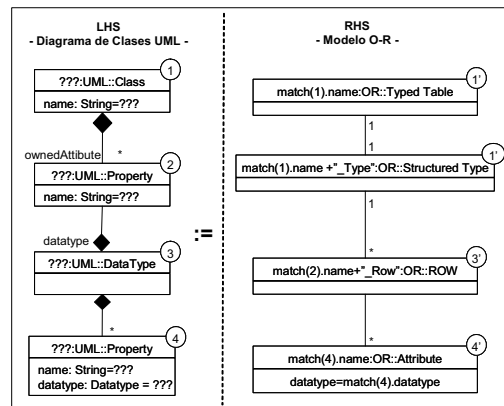 LHS
- Diagrama de Clases UML -
1
???:UML::Class
name: String=???
ownedAttibute
*
2
???:UML::Property
name: String=???
datatype
3
???:UML::DataType
*
4
???:UML::Property
name: String=???
datatype: Datatype = ???
:=
RHS
- Modelo O-R -
1'
match(1).name:OR::Typed Table
1
1
1'
match(1).name +"_Type":OR::Structured Type
1
*
3'
match(2).name+"_Row":OR::ROW
*
4'
match(4).name:OR::Attribute
datatype=match(4).datatype